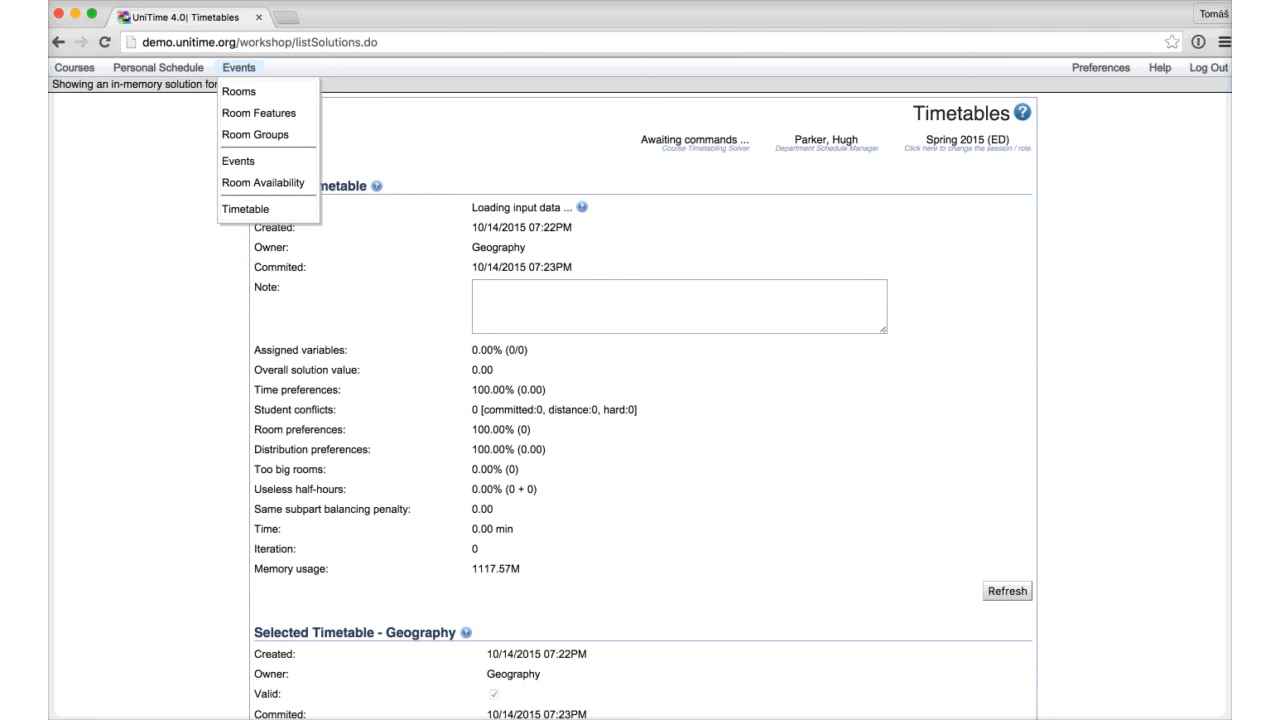 UniTime 4.0| Timetables
Tomáš
demo.unitime.org/workshop/listSolutions.do
Courses Personal Schedule Events Preferences Help Log Out
Showing an in-memory solution for
Rooms
Room Features
Room Groups
Events
Room Availability
Timetable
Timetables
Awaiting commands ... Parker, Hugh Spring 2015 (ED)
Course Timetabling Solver Department Schedule Manager Click here to change the session / role.
metable
Loading input data ...
Created: 10/14/2015 07:22PM
Owner: Geography
Commited: 10/14/2015 07:23PM
Note:
Assigned variables: 0.00% (0/0)
Overall solution value: 0.00
Time preferences: 100.00% (0.00)
Student conflicts: 0 [committed:0, distance:0, hard:0]
Room preferences: 100.00% (0)
Distribution preferences: 100.00% (0.00)
Too big rooms: 0.00% (0)
Useless half-hours: 0.00% (0 + 0)
Same subpart balancing penalty: 0.00
Time: 0.00 min
Iteration: 0
Memory usage: 1117.57M
Refresh
Selected Timetable - Geography
Created: 10/14/2015 07:22PM
Owner: Geography
Valid:
Commited: 10/14/2015 07:23PM